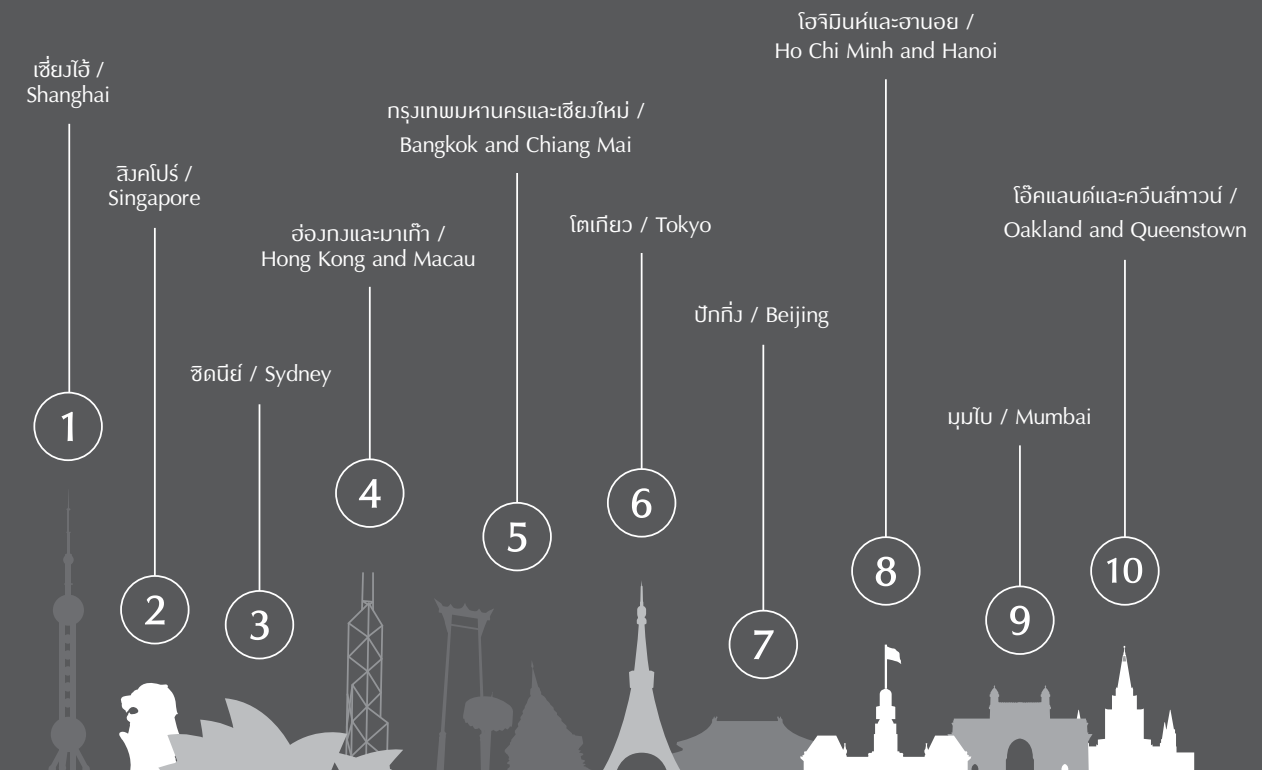 เซี่ยงไฮ้ /
Shanghai
1
สิงคโปร์ /
Singapore
2
ซิดนีย์ / Sydney
3
ฮ่องกงและมาเก๊า /
Hong Kong and Macau
4
กรุงเทพมหานครและเชียงใหม่ /
Bangkok and Chiang Mai
5
โตเกียว / Tokyo
6
ปักกิ่ง / Beijing
7
โฮจิมินห์และฮานอย /
Ho Chi Minh and Hanoi
8
มุมไบ / Mumbai
9
โอ๊คแลนด์และควีนส์ทาวน์ /
Oakland and Queenstown
10